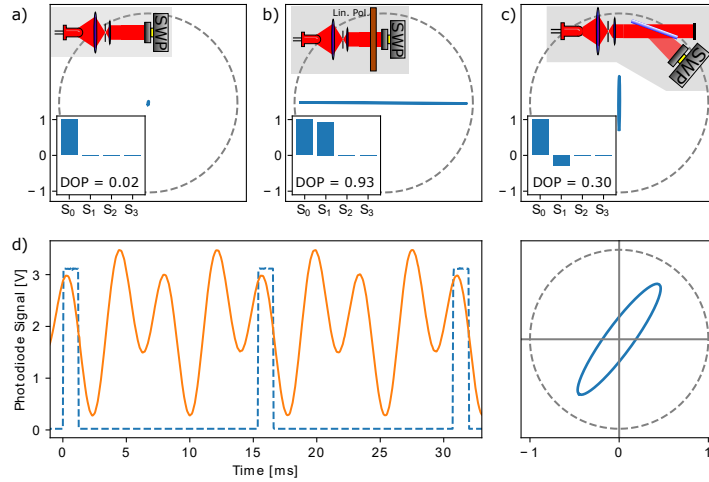 a)
SWP
1
0
−1
DOP = 0.02
S0 S1 S2 S3
b)
Lin. Pol.
SWP
1
0
−1
DOP = 0.93
S0 S1 S2 S3
c)
SWP
1
0
−1
DOP = 0.30
S0 S1 S2 S3
d)
Photodiode Signal [V]
3
2
1
0
0 5 10 15 20 25 30
Time [ms]
−1 0 1